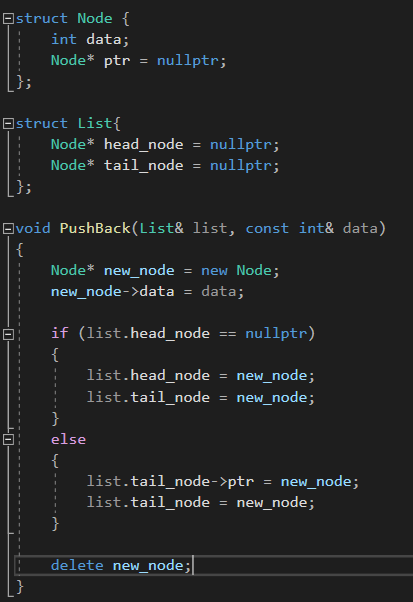 struct Node {
    int data;
    Node* ptr = nullptr;
};

struct List{
    Node* head_node = nullptr;
    Node* tail_node = nullptr;
};

void PushBack(List& list, const int& data)
{
    Node* new_node = new Node;
    new_node->data = data;

    if (list.head_node == nullptr)
    {
        list.head_node = new_node;
        list.tail_node = new_node;
    }
    else
    {
        list.tail_node->ptr = new_node;
        list.tail_node = new_node;
    }

    delete new_node;
}